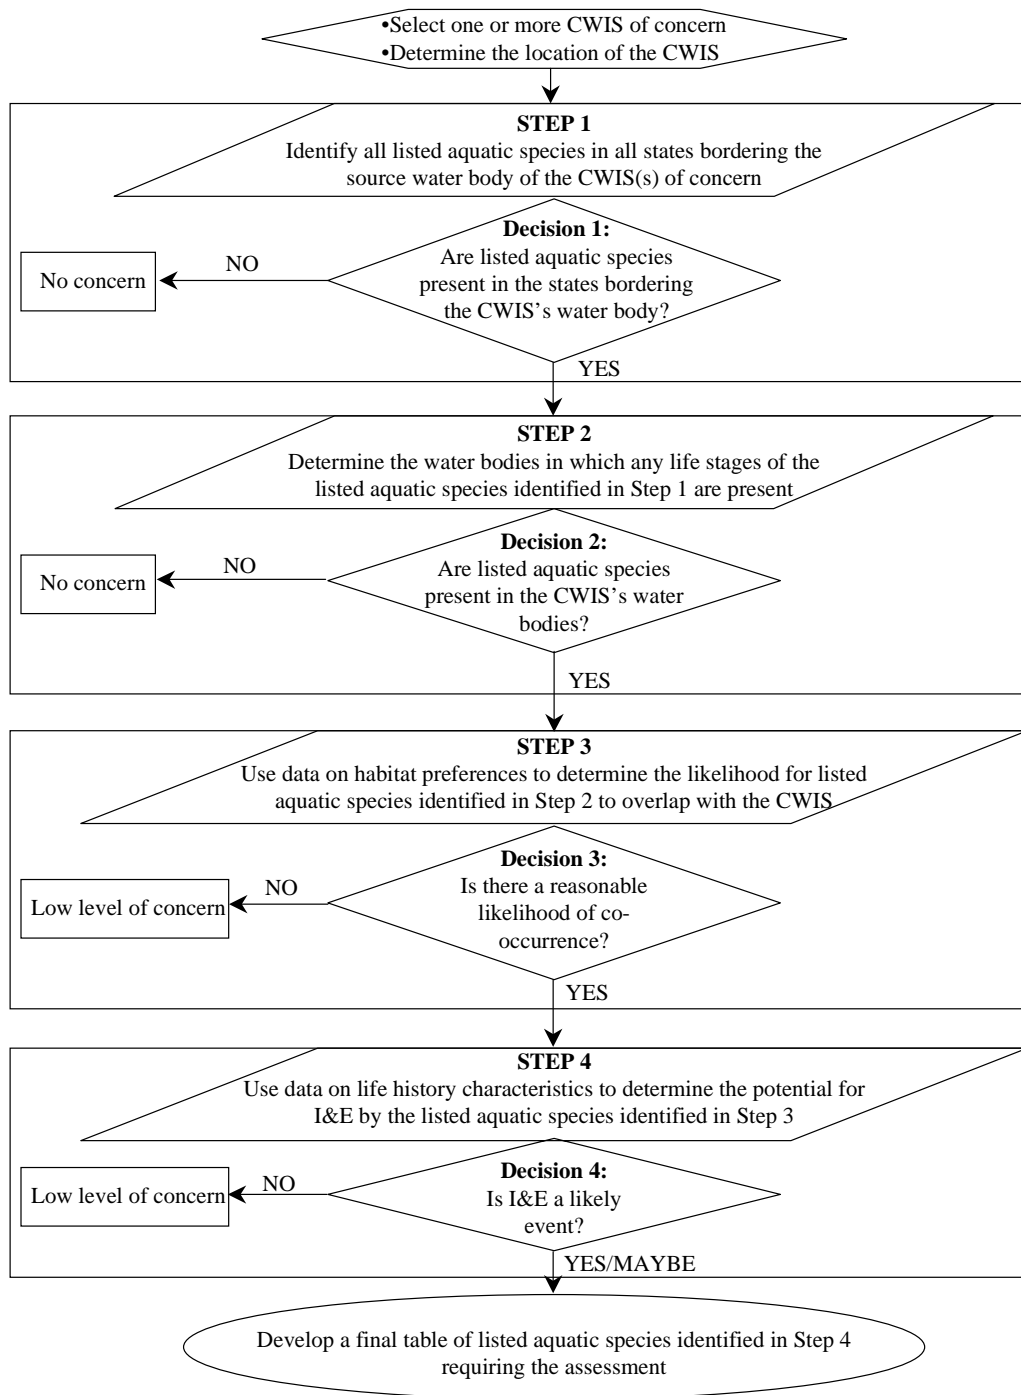 •Select one or more CWIS of concern
•Determine the location of the CWIS
STEP 1
Identify all listed aquatic species in all states bordering the
source water body of the CWIS(s) of concern
Decision 1:
Are listed aquatic species
present in the states bordering
the CWIS's water body?
NO
No concern
YES
STEP 2
Determine the water bodies in which any life stages of the
listed aquatic species identified in Step 1 are present
Decision 2:
Are listed aquatic species
present in the CWIS's water
bodies?
NO
No concern
YES
STEP 3
Use data on habitat preferences to determine the likelihood for listed
aquatic species identified in Step 2 to overlap with the CWIS
Decision 3:
Is there a reasonable
likelihood of co-
occurrence?
NO
Low level of concern
YES
STEP 4
Use data on life history characteristics to determine the potential for
I&E by the listed aquatic species identified in Step 3
Decision 4:
Is I&E a likely
event?
NO
Low level of concern
YES/MAYBE
Develop a final table of listed aquatic species identified in Step 4
requiring the assessment